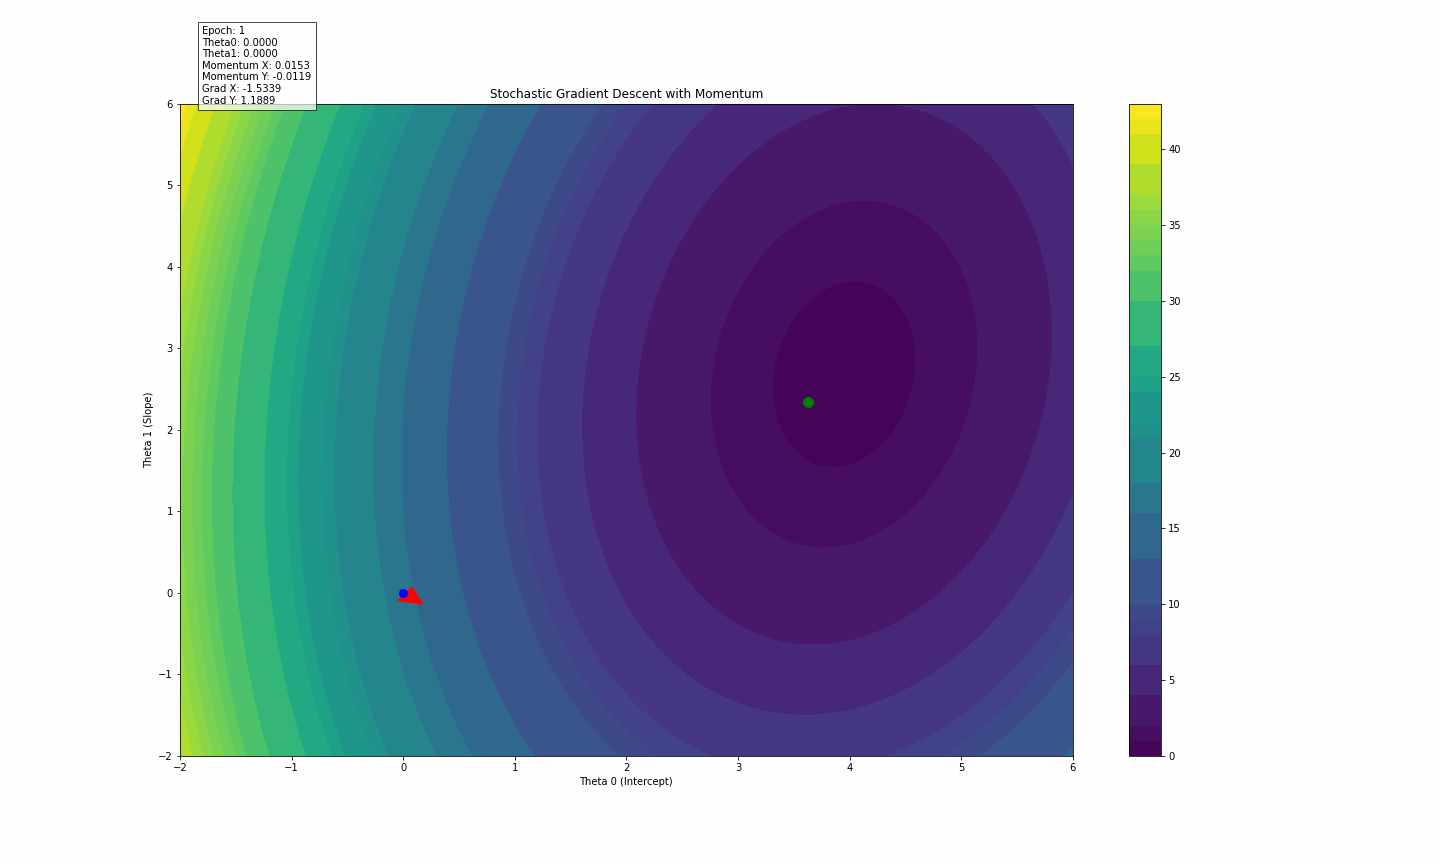 Epoch: 1
Theta0: 0.0000
Theta1: 0.0000
Momentum X: 0.0153
Momentum Y: -0.0119
Grad X: -1.5339
Grad Y: 1.1889
Stochastic Gradient Descent with Momentum
6
5
4
3
2
1
0
−1
−2
Theta 1 (Slope)
−2
−1
0
1
2
3
4
5
6
Theta 0 (Intercept)
40
35
30
25
20
15
10
5
0